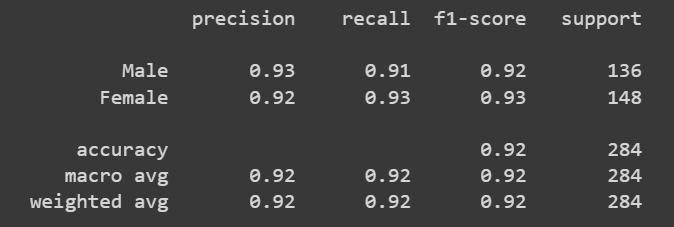 precision recall f1-score support
Male 0.93 0.91 0.92 136
Female 0.92 0.93 0.93 148
accuracy 0.92 284
macro avg 0.92 0.92 0.92 284
weighted avg 0.92 0.92 0.92 284